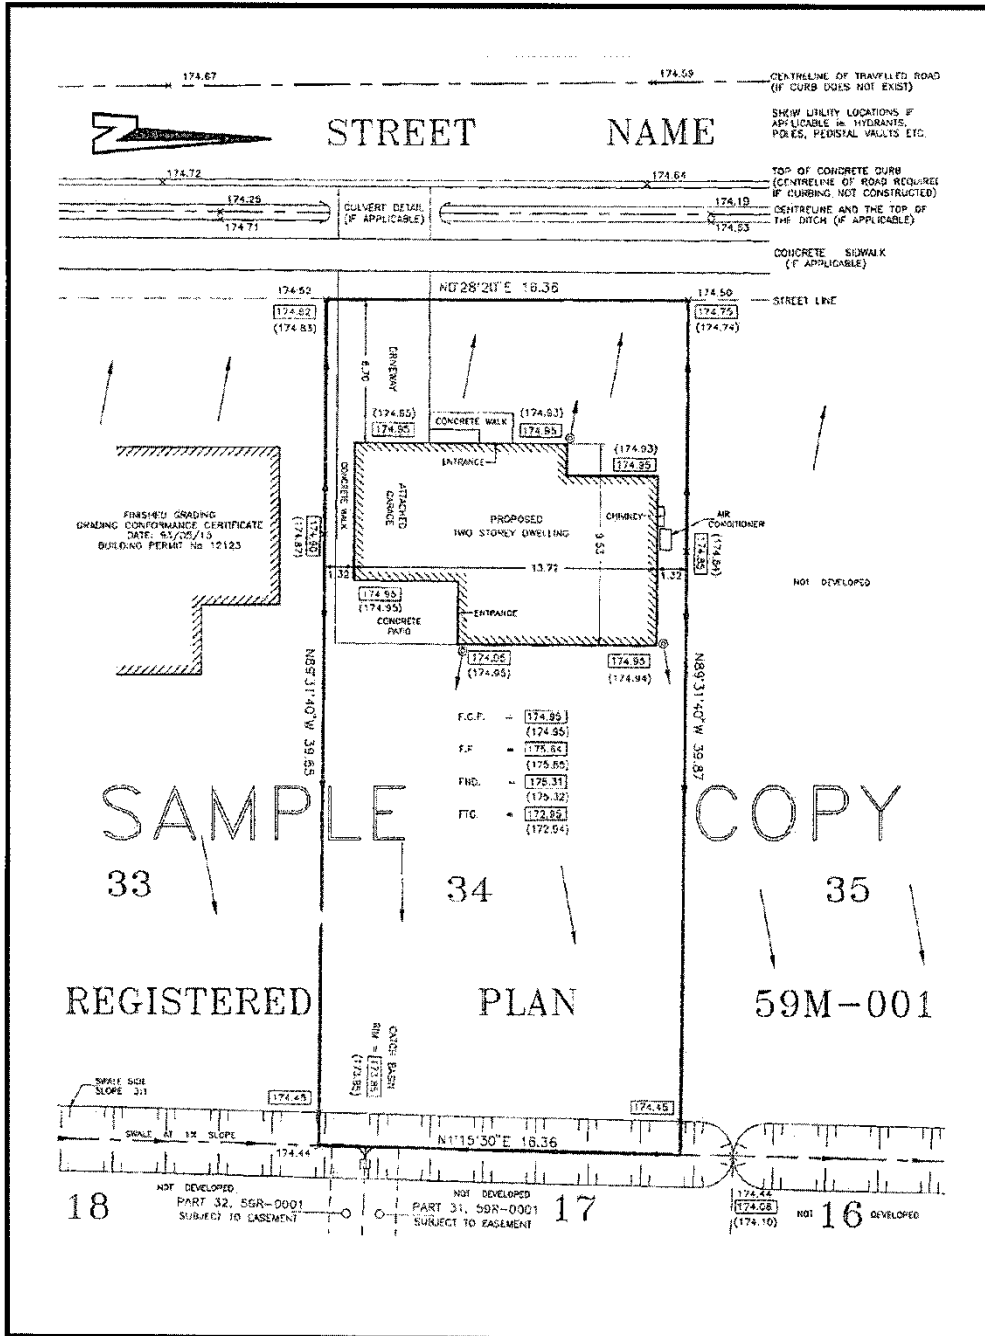 174.67
174.59
CENTRELINE OF TRAVELLED ROAD
(IF CURB DOES NOT EXIST)
N
STREET NAME
SHOW UTILITY LOCATIONS IF
APPLICABLE ie. HYDRANTS,
POLES, PEDISTAL VAULTS ETC.
174.72
174.64
TOP OF CONCRETE CURB
(CENTRELINE OF ROAD REQUIRED
IF CURBING NOT CONSTRUCTED)
174.25
174.71
CULVERT DETAIL
(IF APPLICABLE)
174.19
CENTRELINE AND THE TOP OF
THE DITCH (IF APPLICABLE)
CONCRETE SIDWALK
(IF APPLICABLE)
N0°28'20"E 16.36
174.52
174.82
(174.83)
174.50
174.75
(174.74)
STREET LINE
6.70
DRIVEWAY
(174.95)
174.95
CONCRETE WALK
(174.93)
174.95
(174.93)
174.95
ENTRANCE
CONCRETE WALK
ATTACHED
GARAGE
PROPOSED
TWO STOREY DWELLING
CHIMNEY
AIR
CONDITIONER
9.53
FINISHED GRADING
GRADING CONFORMANCE CERTIFICATE
BUILDING PERMIT No 12123
174.90
(174.87)
1.32
13.72
1.32
174.85
(174.84)
NOT DEVELOPED
174.95
(174.95)
CONCRETE
PATIO
ENTRANCE
(174.95)
174.95
(174.94)
N89°31'40"W
N89°31'40"W 39.87
F.C.F. = 174.95
(174.95)
F.F. = 175.64
(175.65)
FND. = 175.31
(175.32)
FTG. = 172.95
(172.94)
SAMPLE COPY
33
34
35
REGISTERED PLAN 59M-001
CATCH BASIN
RIM = 173.85
(173.85)
SWALE SIDE
SLOPE 3:1
174.45
174.45
SWALE AT 1% SLOPE
174.44
N1°15'30"E 16.36
18
NOT DEVELOPED
PART 32, 59R-0001
SUBJECT TO EASEMENT
NOT DEVELOPED
PART 31, 59R-0001
SUBJECT TO EASEMENT
17
174.44
174.08
(174.10)
NOT 16 DEVELOPED